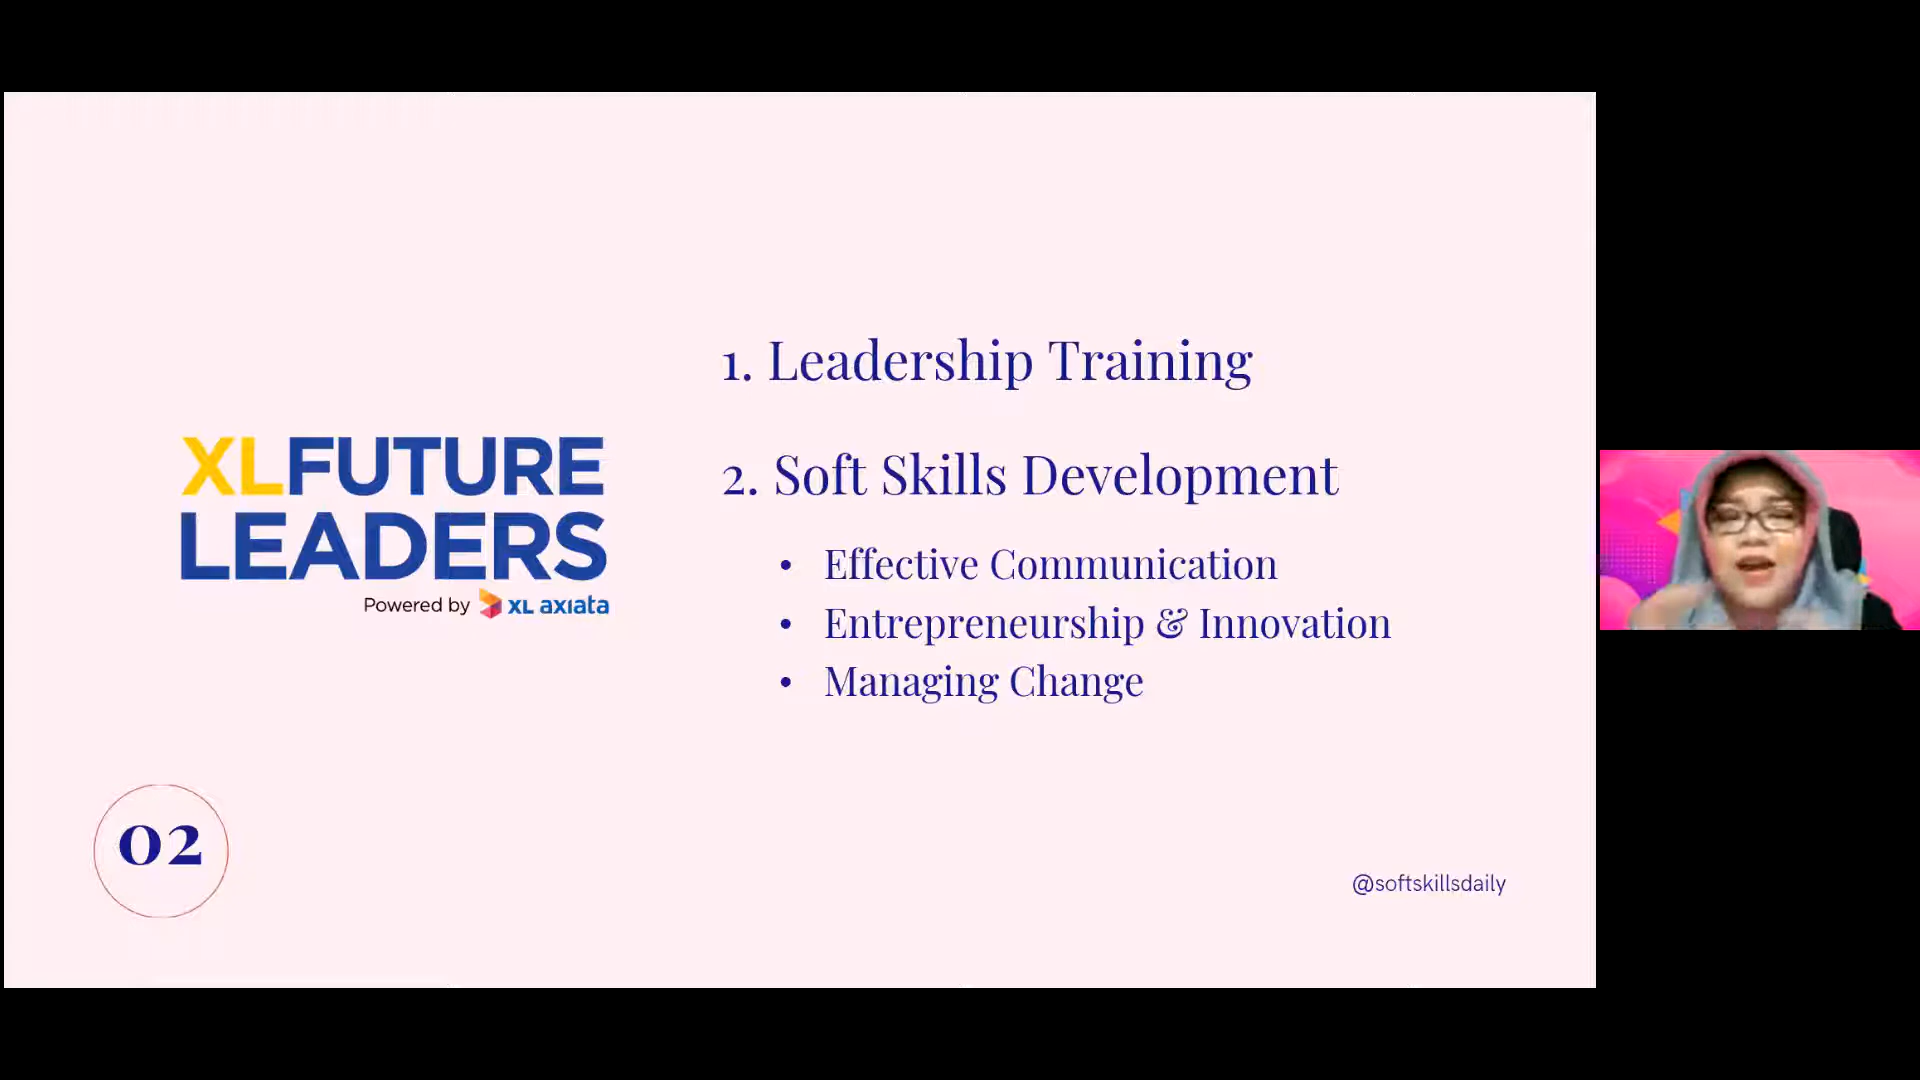 XLFUTURE
LEADERS
Powered by XL axiata
1. Leadership Training
2. Soft Skills Development
• Effective Communication
• Entrepreneurship & Innovation
• Managing Change
02
@softskillsdaily